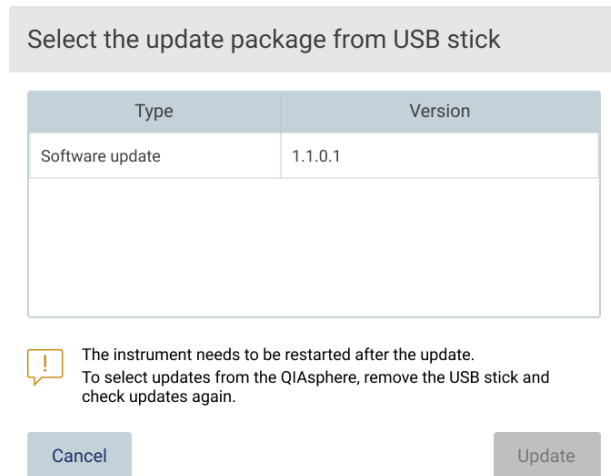 Select the update package from USB stick
Type Version
Software update 1.1.0.1
!
The instrument needs to be restarted after the update.
To select updates from the QIAsphere, remove the USB stick and
check updates again.
Cancel Update